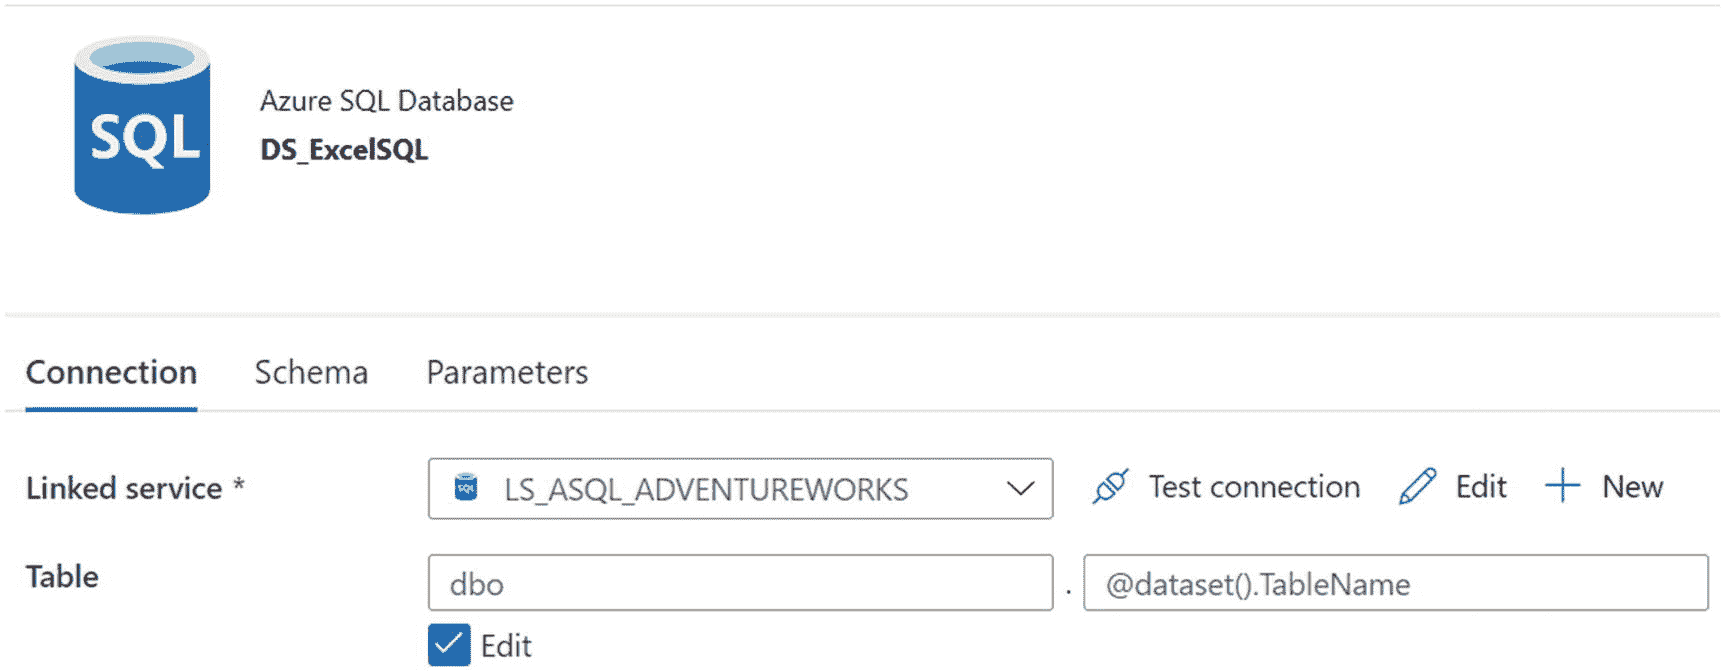 SQL
Azure SQL Database
DS_ExcelSQL
Connection Schema Parameters
Linked service * SQL LS_ASQL_ADVENTUREWORKS Test connection Edit New
Table dbo . @dataset().TableName
Edit